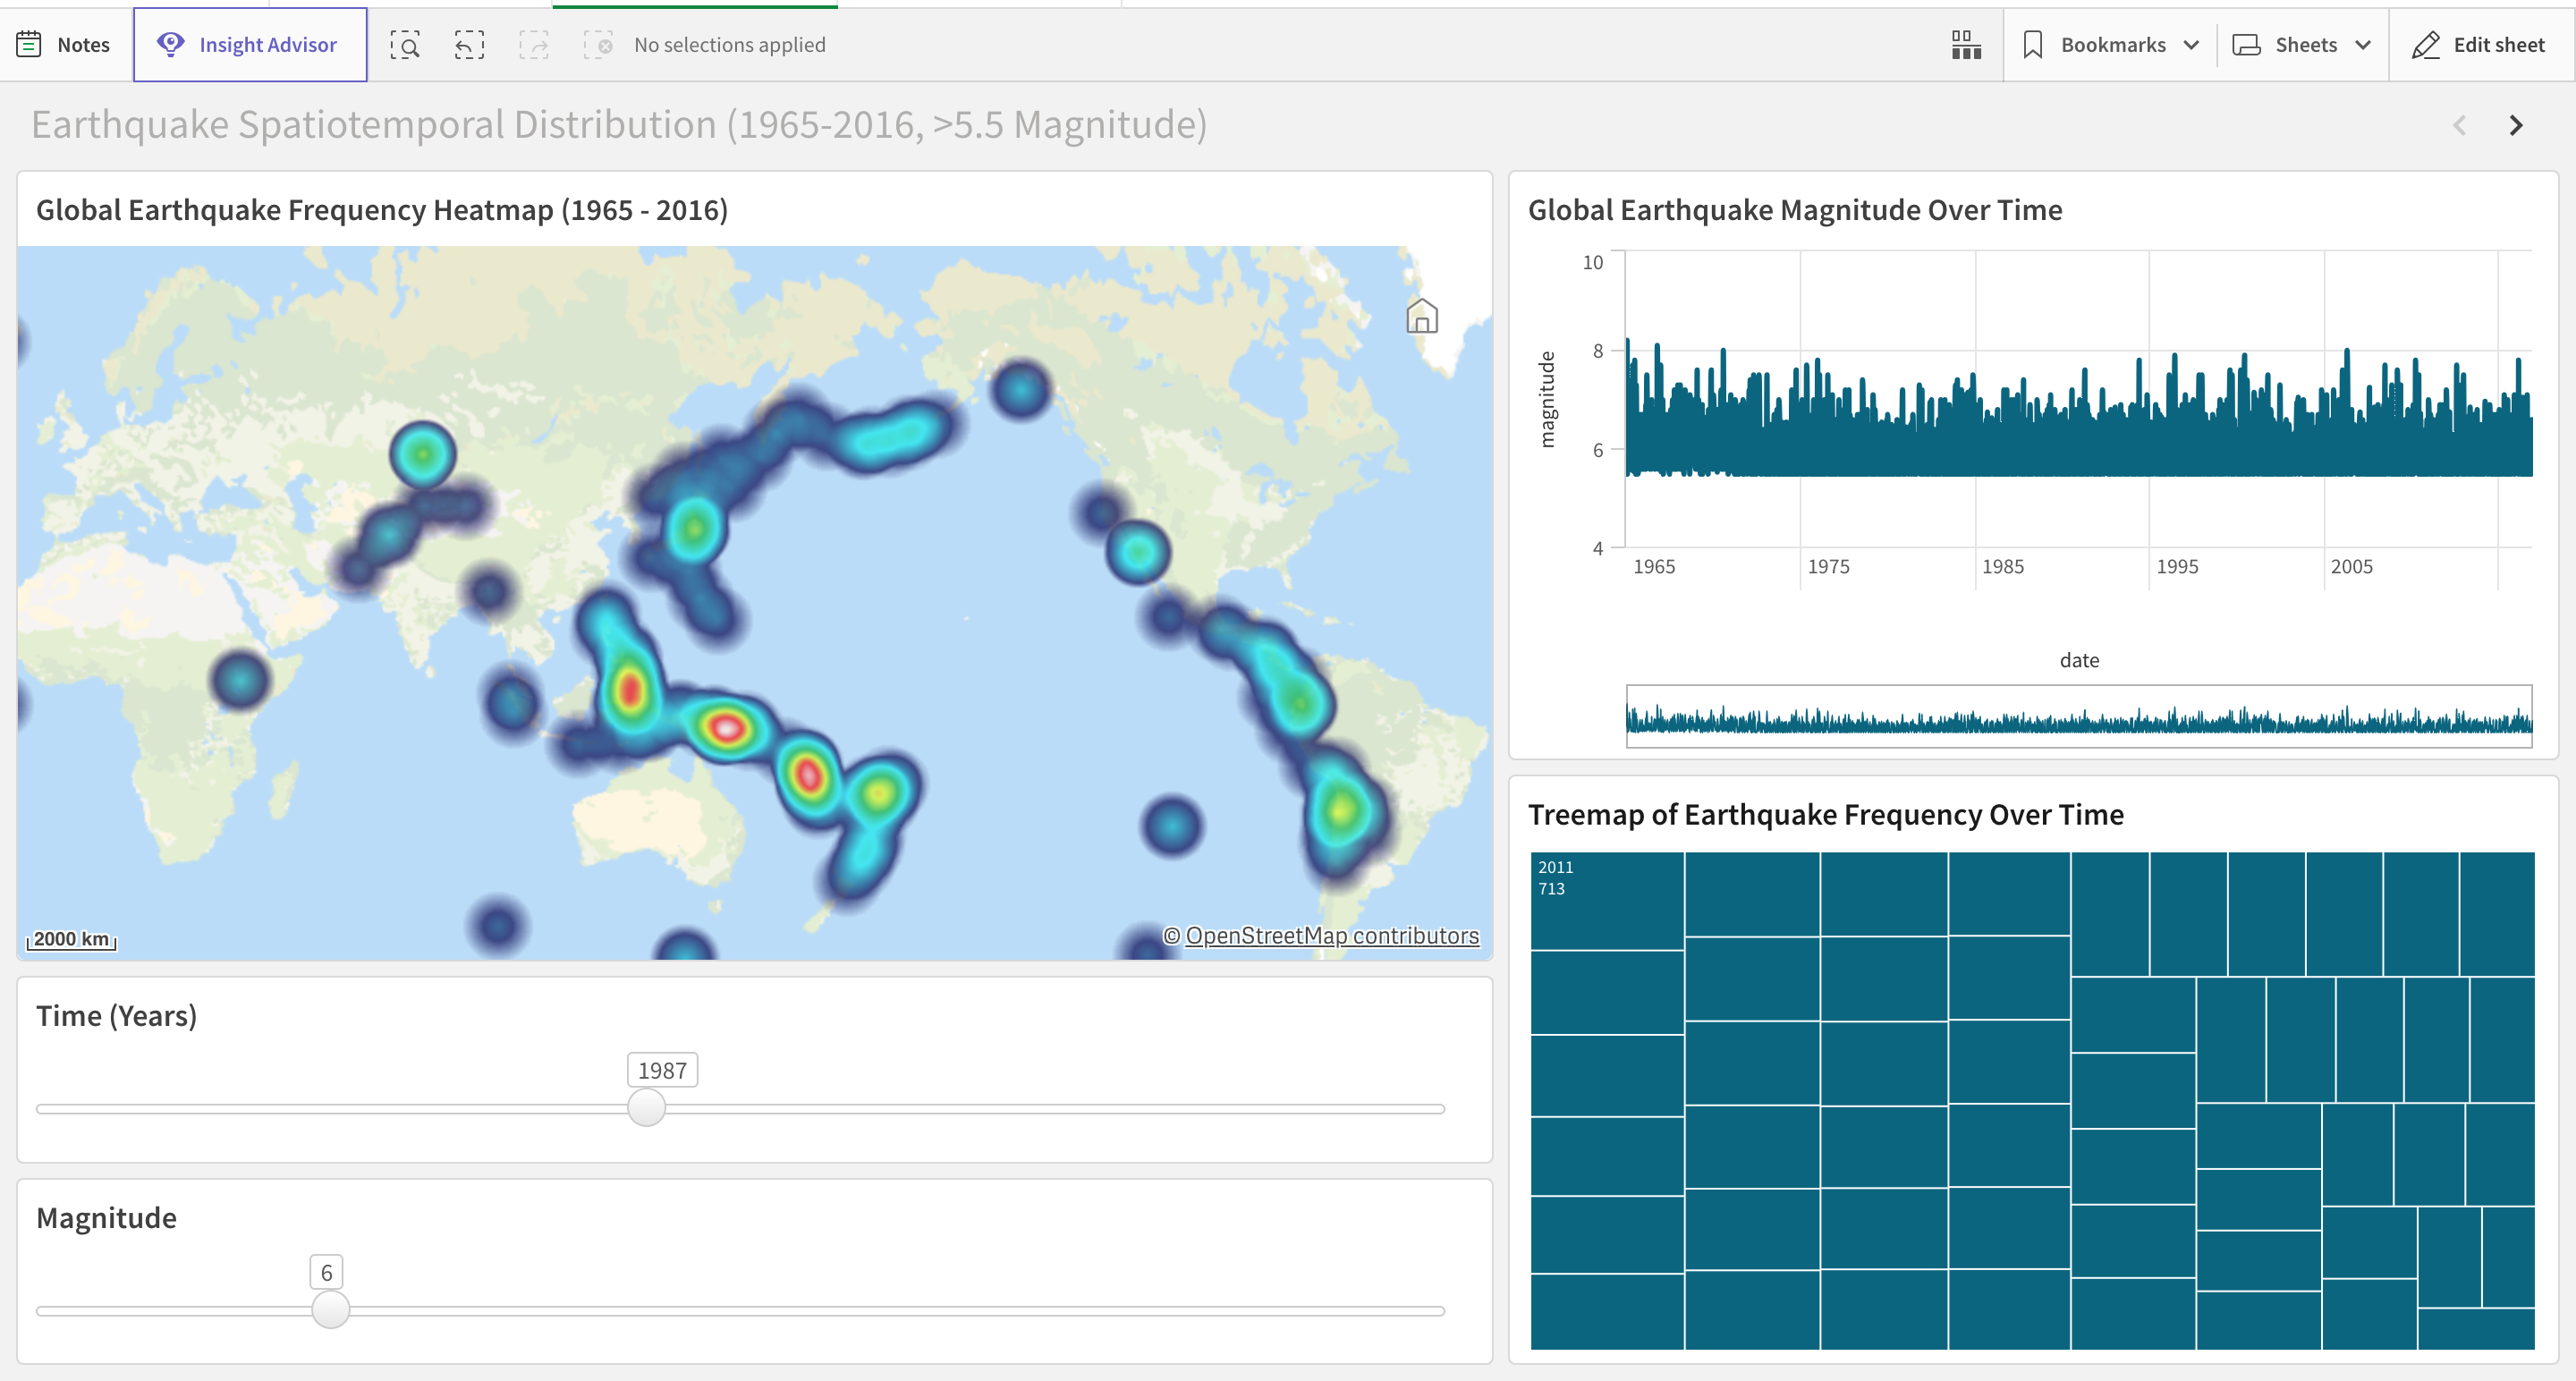 Notes
Insight Advisor
No selections applied
Bookmarks
Sheets
Edit sheet
Earthquake Spatiotemporal Distribution (1965-2016, >5.5 Magnitude)
Global Earthquake Frequency Heatmap (1965 - 2016)
2000 km
© OpenStreetMap contributors
Time (Years)
1987
Magnitude
6
Global Earthquake Magnitude Over Time
magnitude
10
8
6
4
1965 1975 1985 1995 2005
date
Treemap of Earthquake Frequency Over Time
2011
713